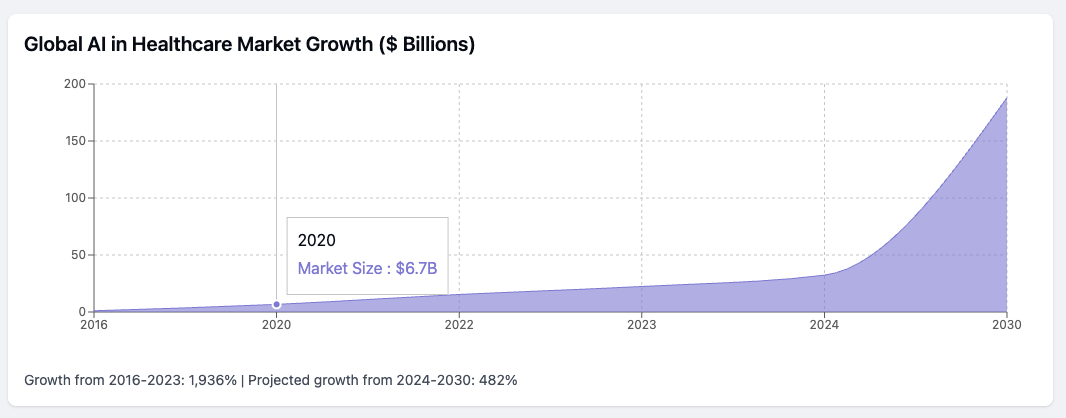 Global AI in Healthcare Market Growth ($ Billions)
200
150
100
50
0
2020
Market Size : $6.7B
2016 2020 2022 2023 2024 2030
Growth from 2016-2023: 1,936% | Projected growth from 2024-2030: 482%